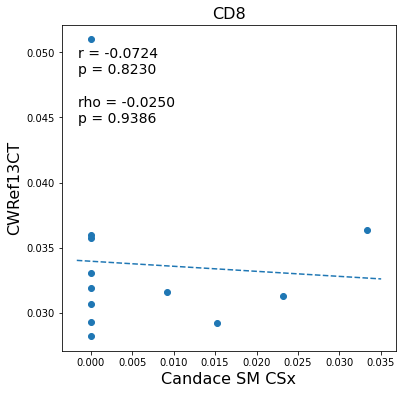 CD8
r = -0.0724
p = 0.8230
rho = -0.0250
p = 0.9386
CWRef13CT
0.050
0.045
0.040
0.035
0.030
0.000 0.005 0.010 0.015 0.020 0.025 0.030 0.035
Candace SM CSx